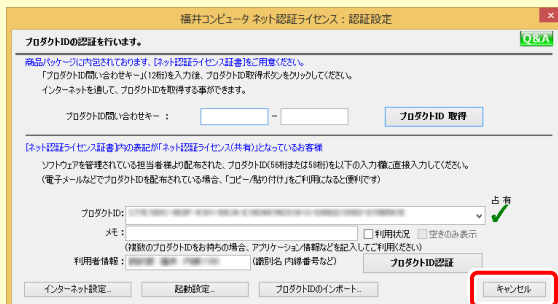 福井コンピュータ ネット認証ライセンス：認証設定
×
プロダクトIDの認証を行います。
Q&A
商品パッケージに内包されております、[ネット認証ライセンス証書]をご用意ください。
「プロダクトID問い合わせキー」(12桁)を入力後、プロダクトID取得ボタンをクリックしてください。
インターネットを通して、プロダクトIDを取得する事ができます。
プロダクトID問い合わせキー ： － プロダクトID 取得
[ネット認証ライセンス証書]内の表記が「ネット認証ライセンス(共有)」となっているお客様
ソフトウェアを管理されている担当者様より配布された、プロダクトID(56桁または58桁)を以下の入力欄に直接入力してください。
(電子メールなどでプロダクトIDを配布されている場合、「コピー/貼り付け」をご利用になると便利です)
占有
プロダクトID:
メモ： 利用状況 空きのみ表示
(複数のプロダクトIDをお持ちの場合、アプリケーション情報などを記入してご利用ください)
利用者情報： (識別名 内線番号など) プロダクトID認証
インターネット設定... 起動設定... プロダクトIDのインポート... キャンセル